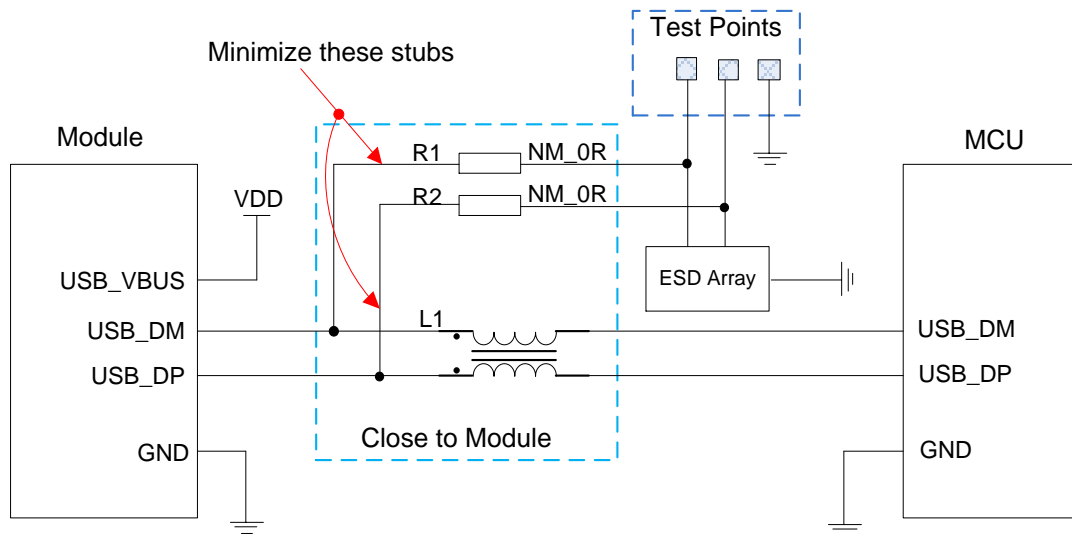 Test Points
Minimize these stubs
Module
MCU
R1
NM_0R
R2
NM_0R
VDD
ESD Array
USB_VBUS
USB_DM
L1
USB_DM
USB_DP
USB_DP
Close to Module
GND
GND